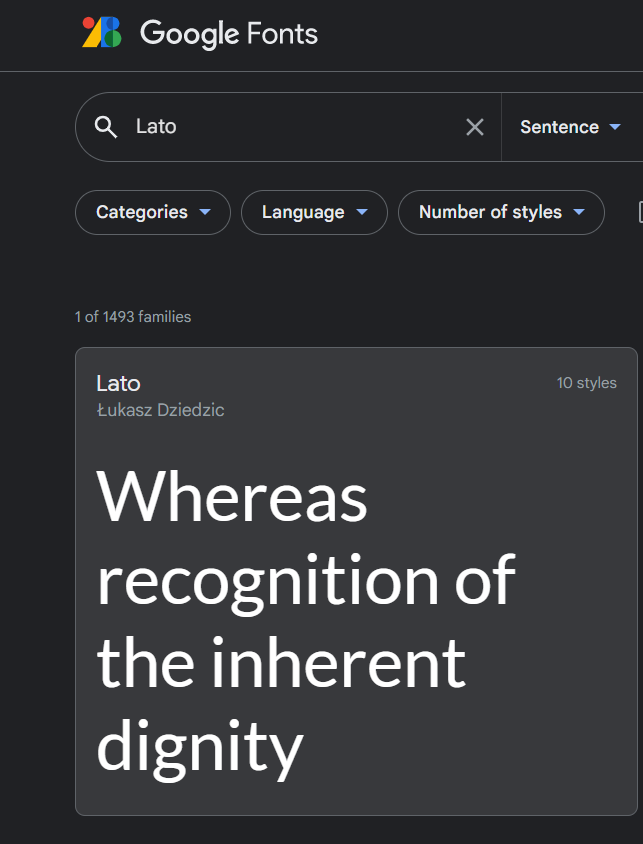 Google Fonts
Lato Sentence
Categories Language Number of styles
1 of 1493 families
Lato 10 styles
Łukasz Dziedzic
Whereas
recognition of
the inherent
dignity